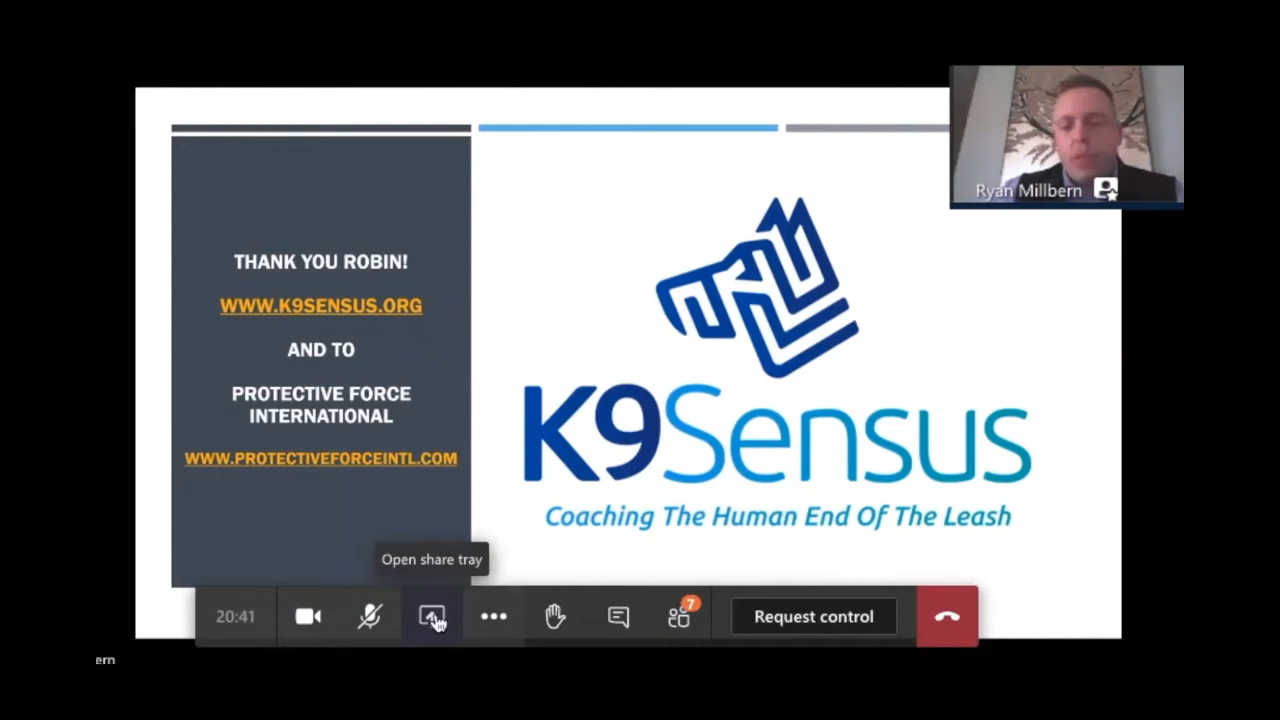 Ryan Millbern
THANK YOU ROBIN!
WWW.K9SENSUS.ORG
AND TO
PROTECTIVE FORCE
INTERNATIONAL
WWW.PROTECTIVEFORCEINTL.COM
K9Sensus
Coaching The Human End Of The Leash
Open share tray
20:41
7
Request control
ern